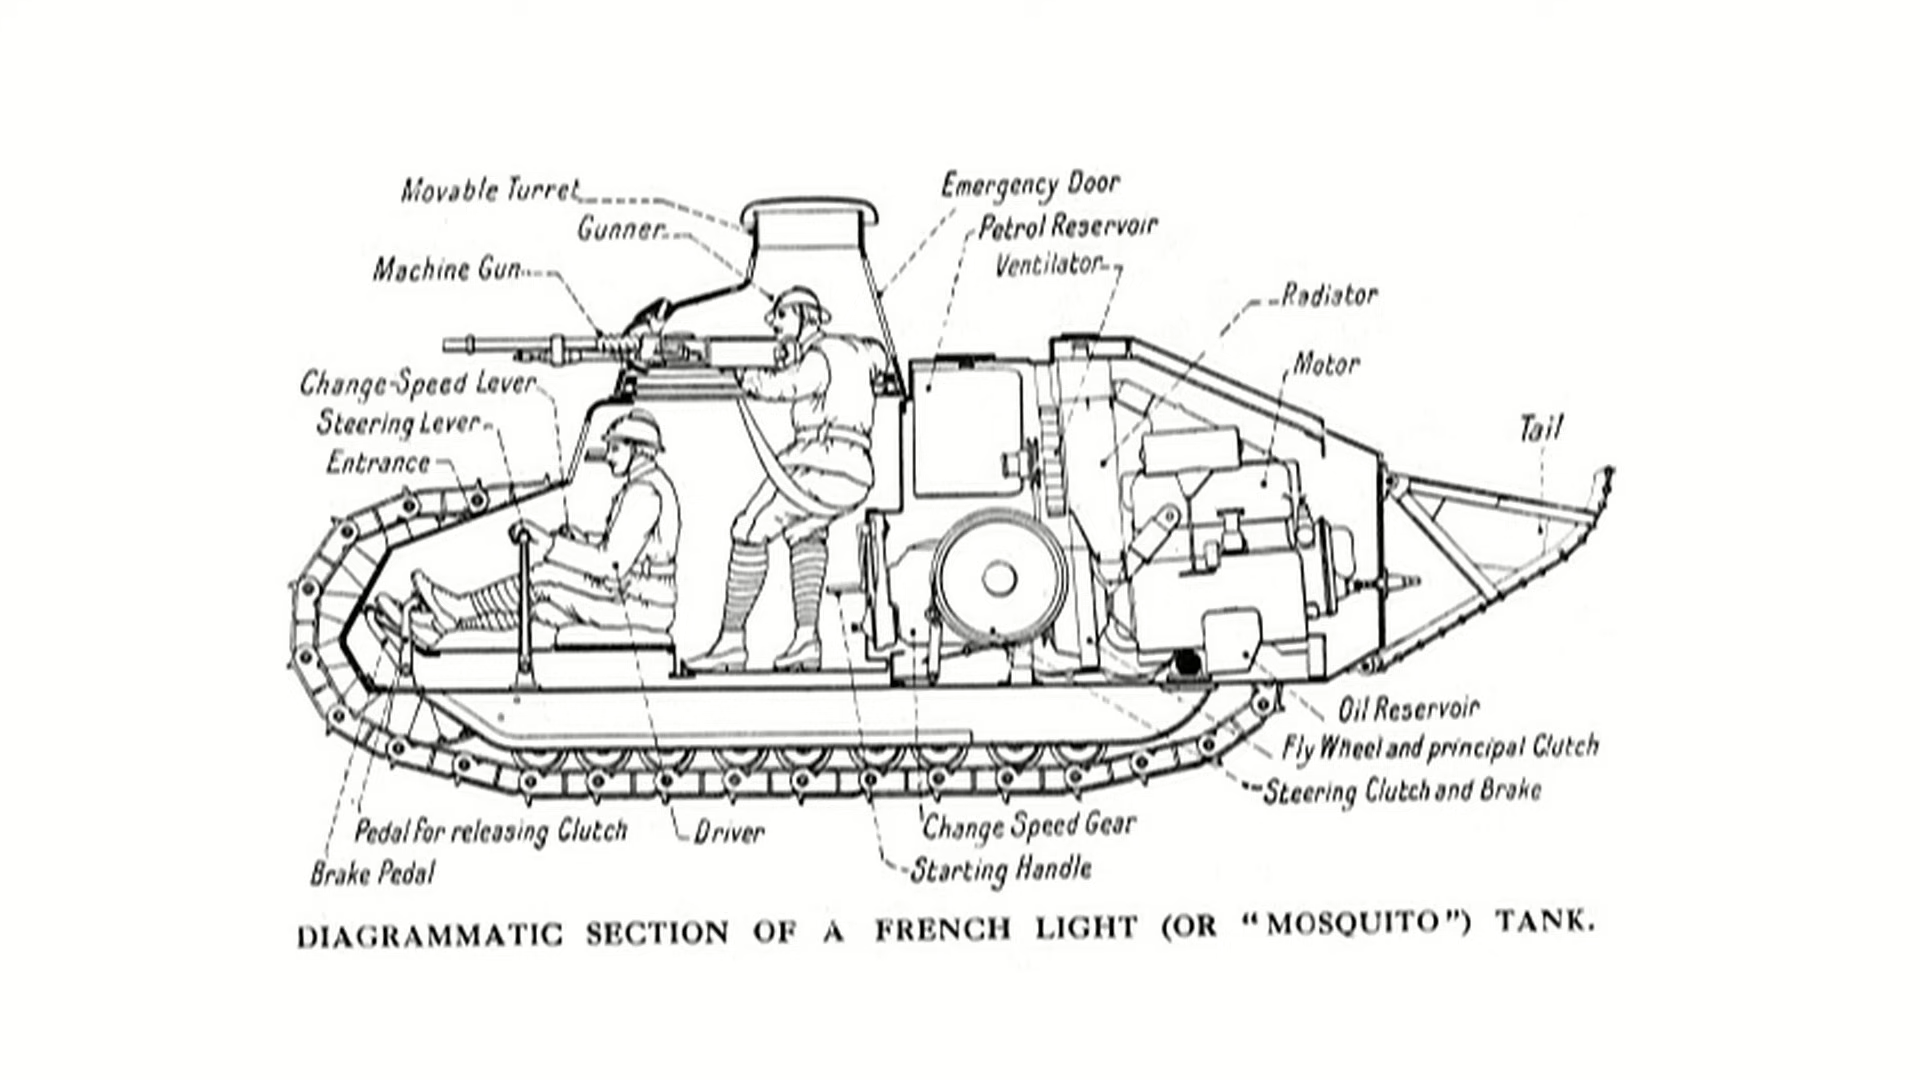 Movable Turret
Gunner
Machine Gun
Change-Speed Lever
Steering Lever
Entrance
Emergency Door
Petrol Reservoir
Ventilator
Radiator
Motor
Tail
Oil Reservoir
Fly Wheel and principal Clutch
Steering Clutch and Brake
Change Speed Gear
Starting Handle
Driver
Pedal for releasing Clutch
Brake Pedal
DIAGRAMMATIC SECTION OF A FRENCH LIGHT (OR "MOSQUITO") TANK.